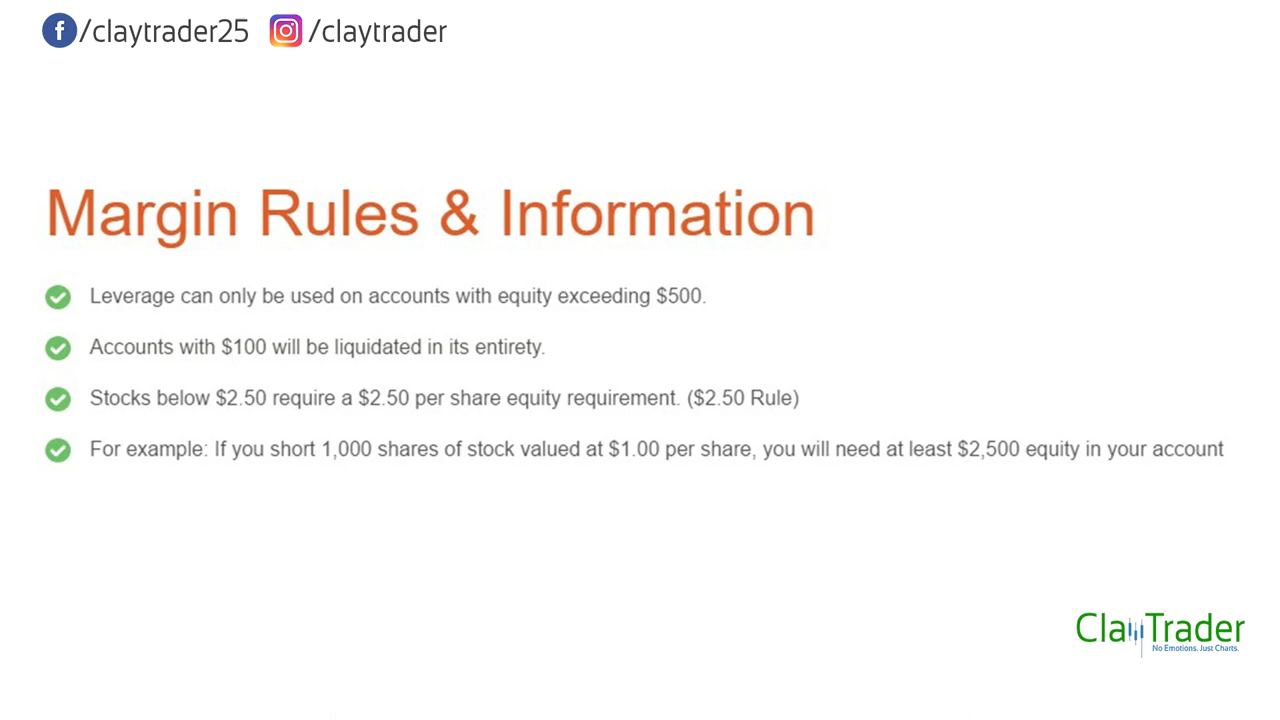 /claytrader25 /claytrader
Margin Rules & Information
Leverage can only be used on accounts with equity exceeding $500.
Accounts with $100 will be liquidated in its entirety.
Stocks below $2.50 require a $2.50 per share equity requirement. ($2.50 Rule)
For example: If you short 1,000 shares of stock valued at $1.00 per share, you will need at least $2,500 equity in your account
ClayTrader
No Emotions. Just Charts.